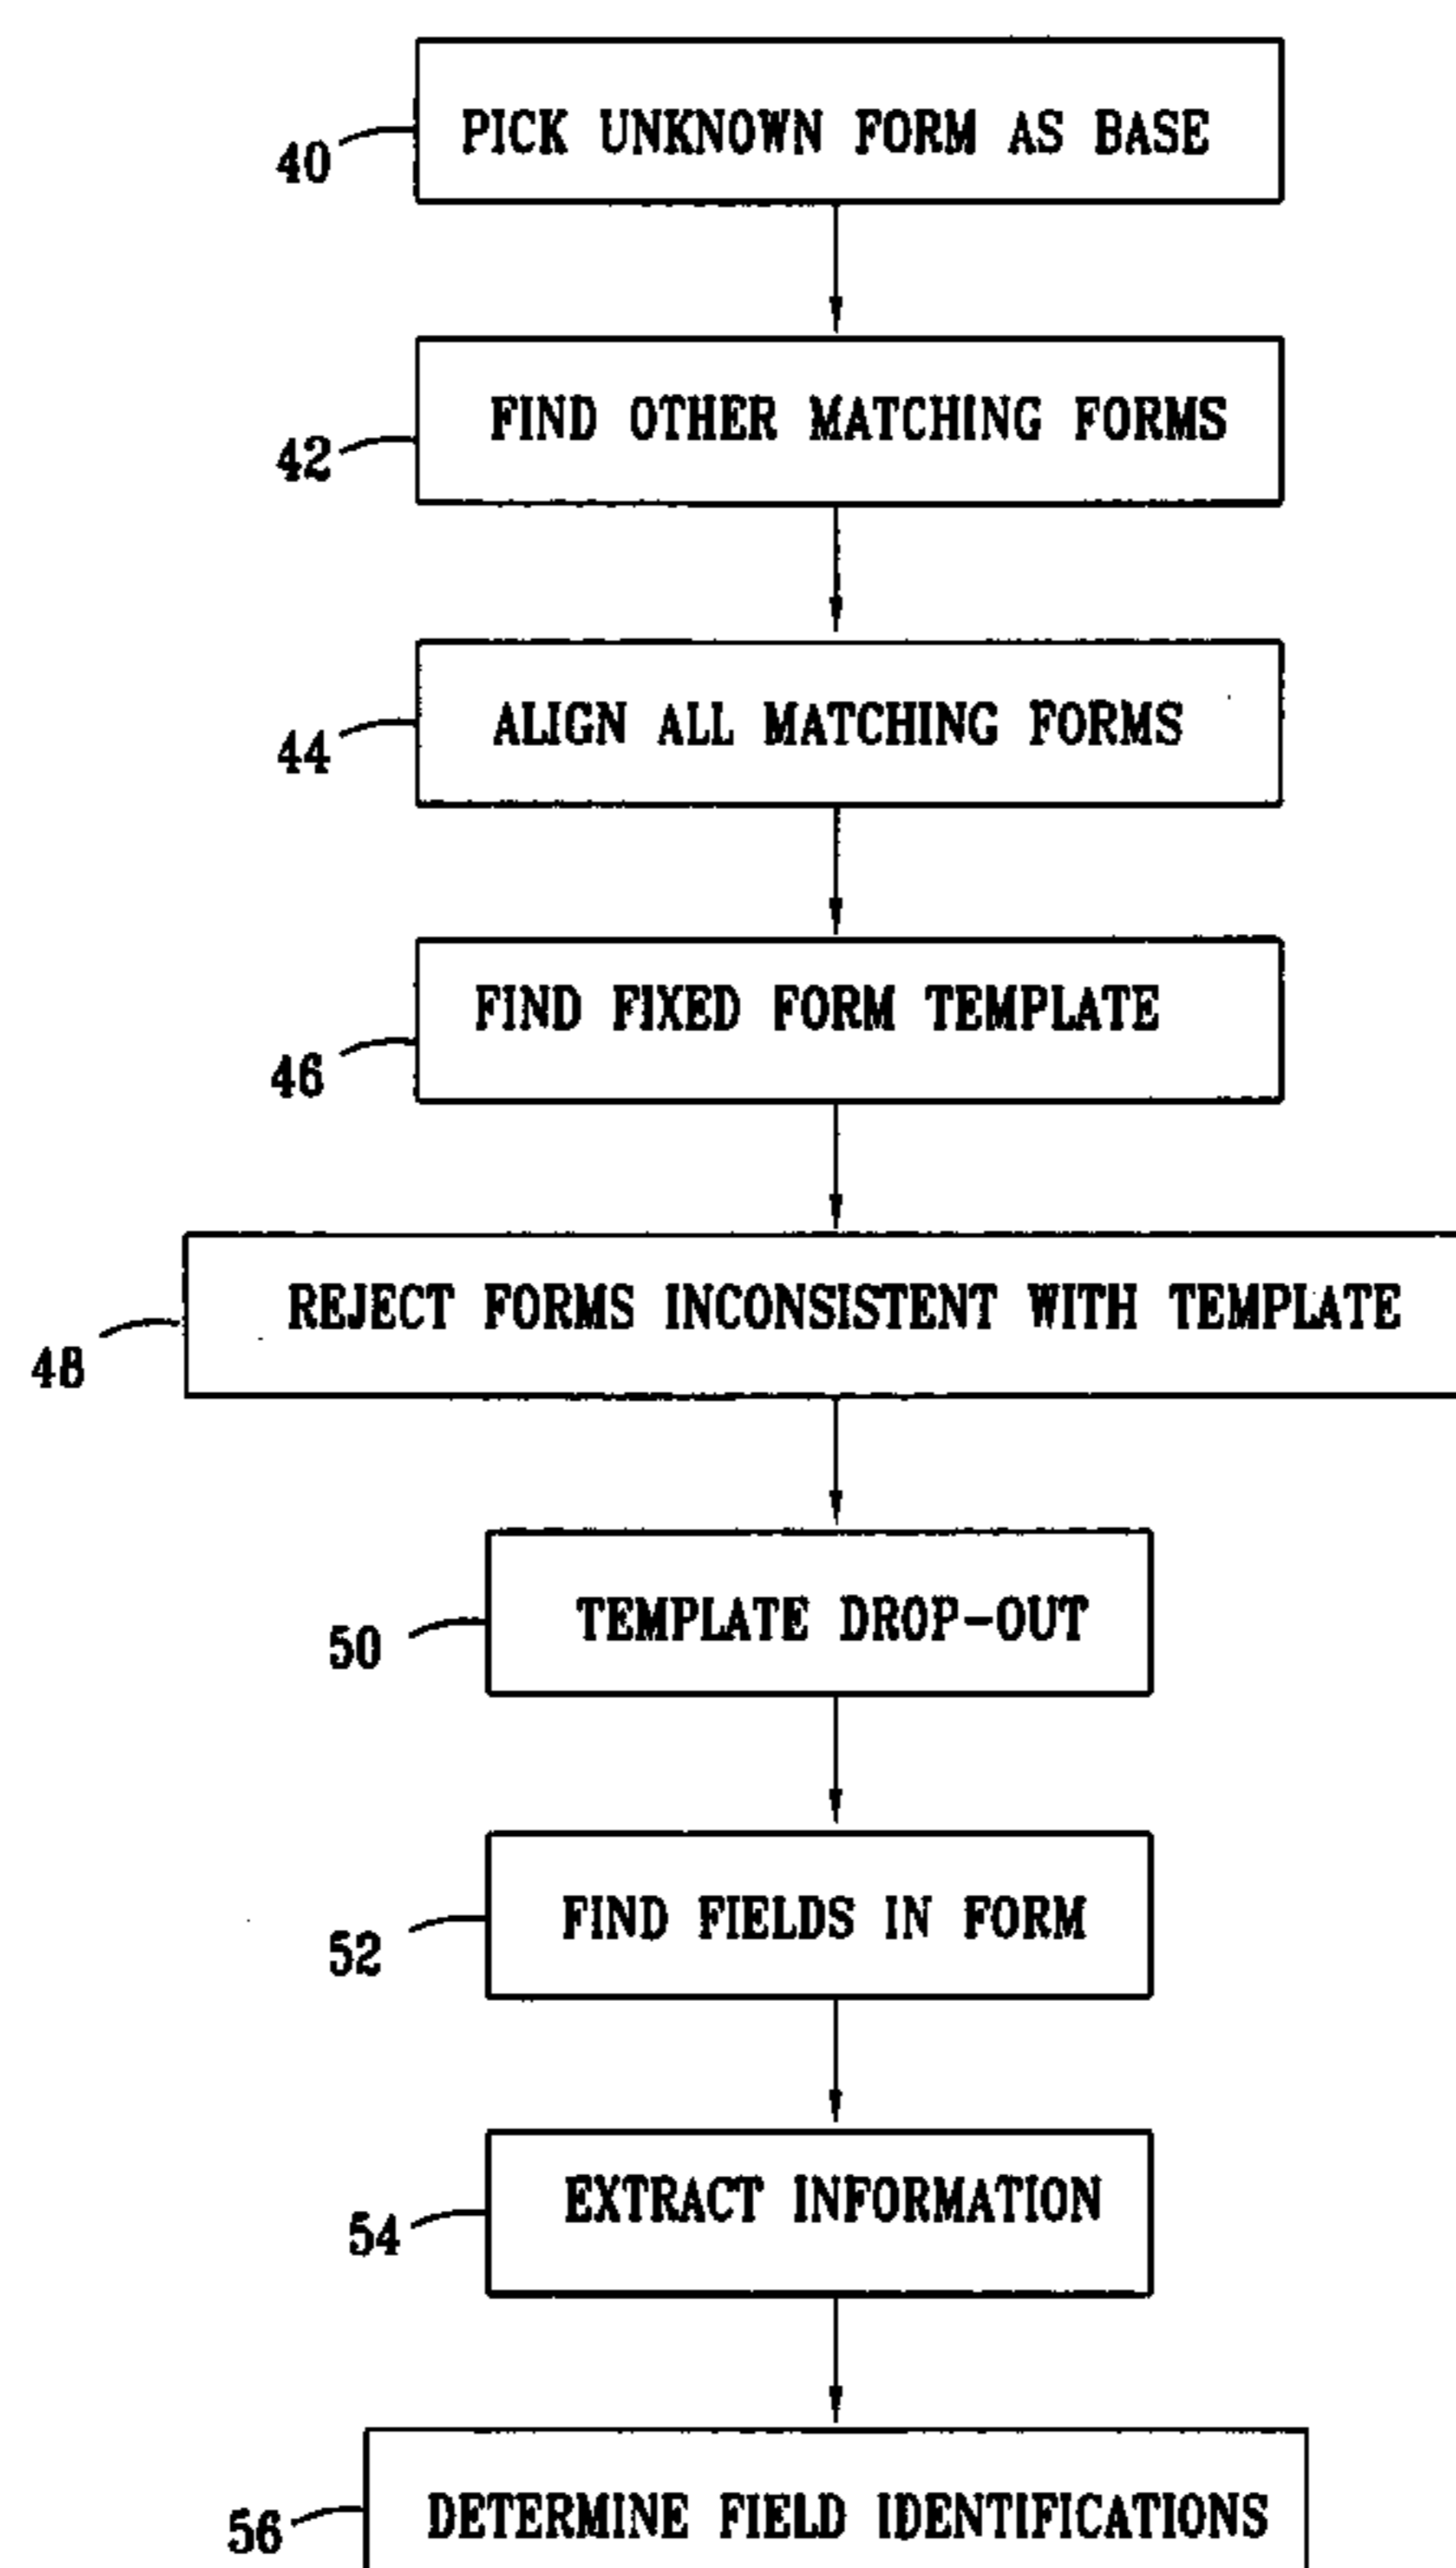 PICK UNKNOWN FORM AS BASE
40
FIND OTHER MATCHING FORMS
42
ALIGN ALL MATCHING FORMS
44
FIND FIXED FORM TEMPLATE
46
REJECT FORMS INCONSISTENT WITH TEMPLATE
48
TEMPLATE DROP-OUT
50
FIND FIELDS IN FORM
52
EXTRACT INFORMATION
54
DETERMINE FIELD IDENTIFICATIONS
56